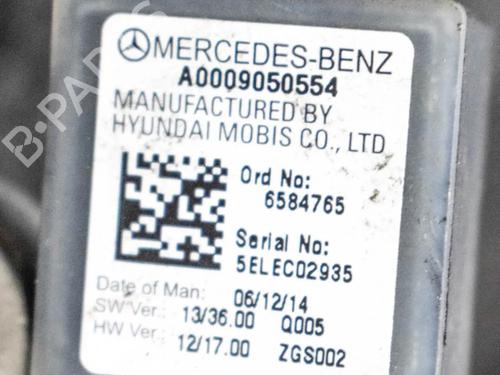 MERCEDES-BENZ
A0009050554
MANUFACTURED BY
HYUNDAI MOBIS CO., LTD
Ord No:
6584765
Serial No:
5ELEC02935
Date of Man: 06/12/14
SW Ver.: 13/36.00 Q005
HW Ver.: 12/17.00 ZGS002
B-PARTS